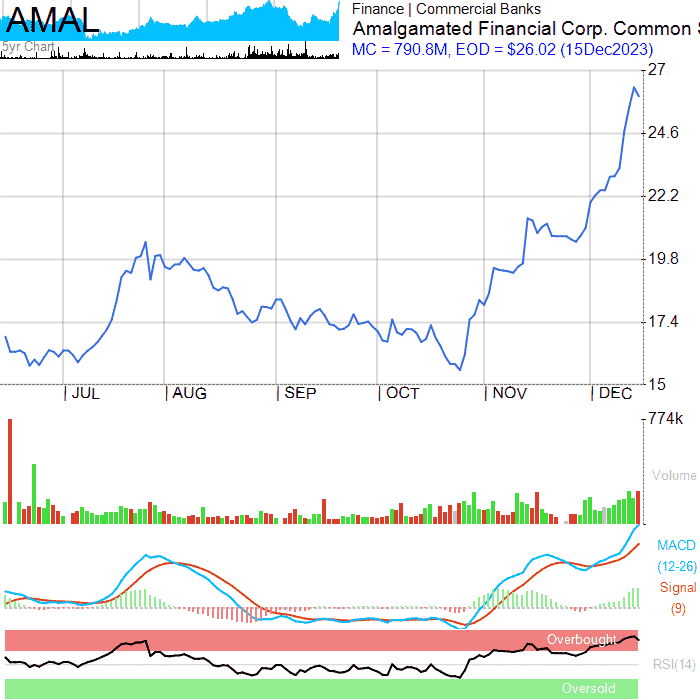 AMAL
5yr Chart
Finance | Commercial Banks
Amalgamated Financial Corp. Common S
MC = 790.8M, EOD = $26.02 (15Dec2023)
27
24.6
22.2
19.8
17.4
15
| JUL | AUG | SEP | OCT | NOV | DEC
774k
Volume
MACD
(12-26)
Signal
(9)
Overbought
RSI(14)
Oversold